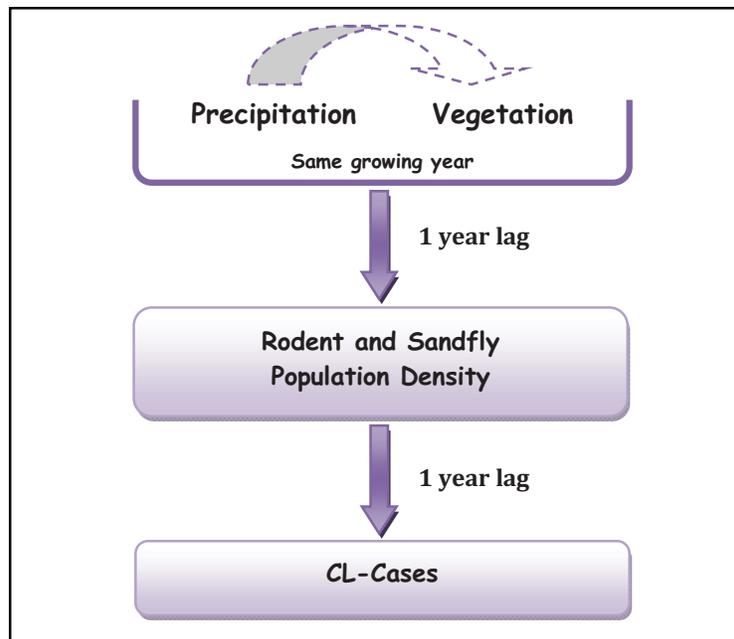 Precipitation Vegetation
Same growing year
1 year lag
Rodent and Sandfly
Population Density
1 year lag
CL-Cases